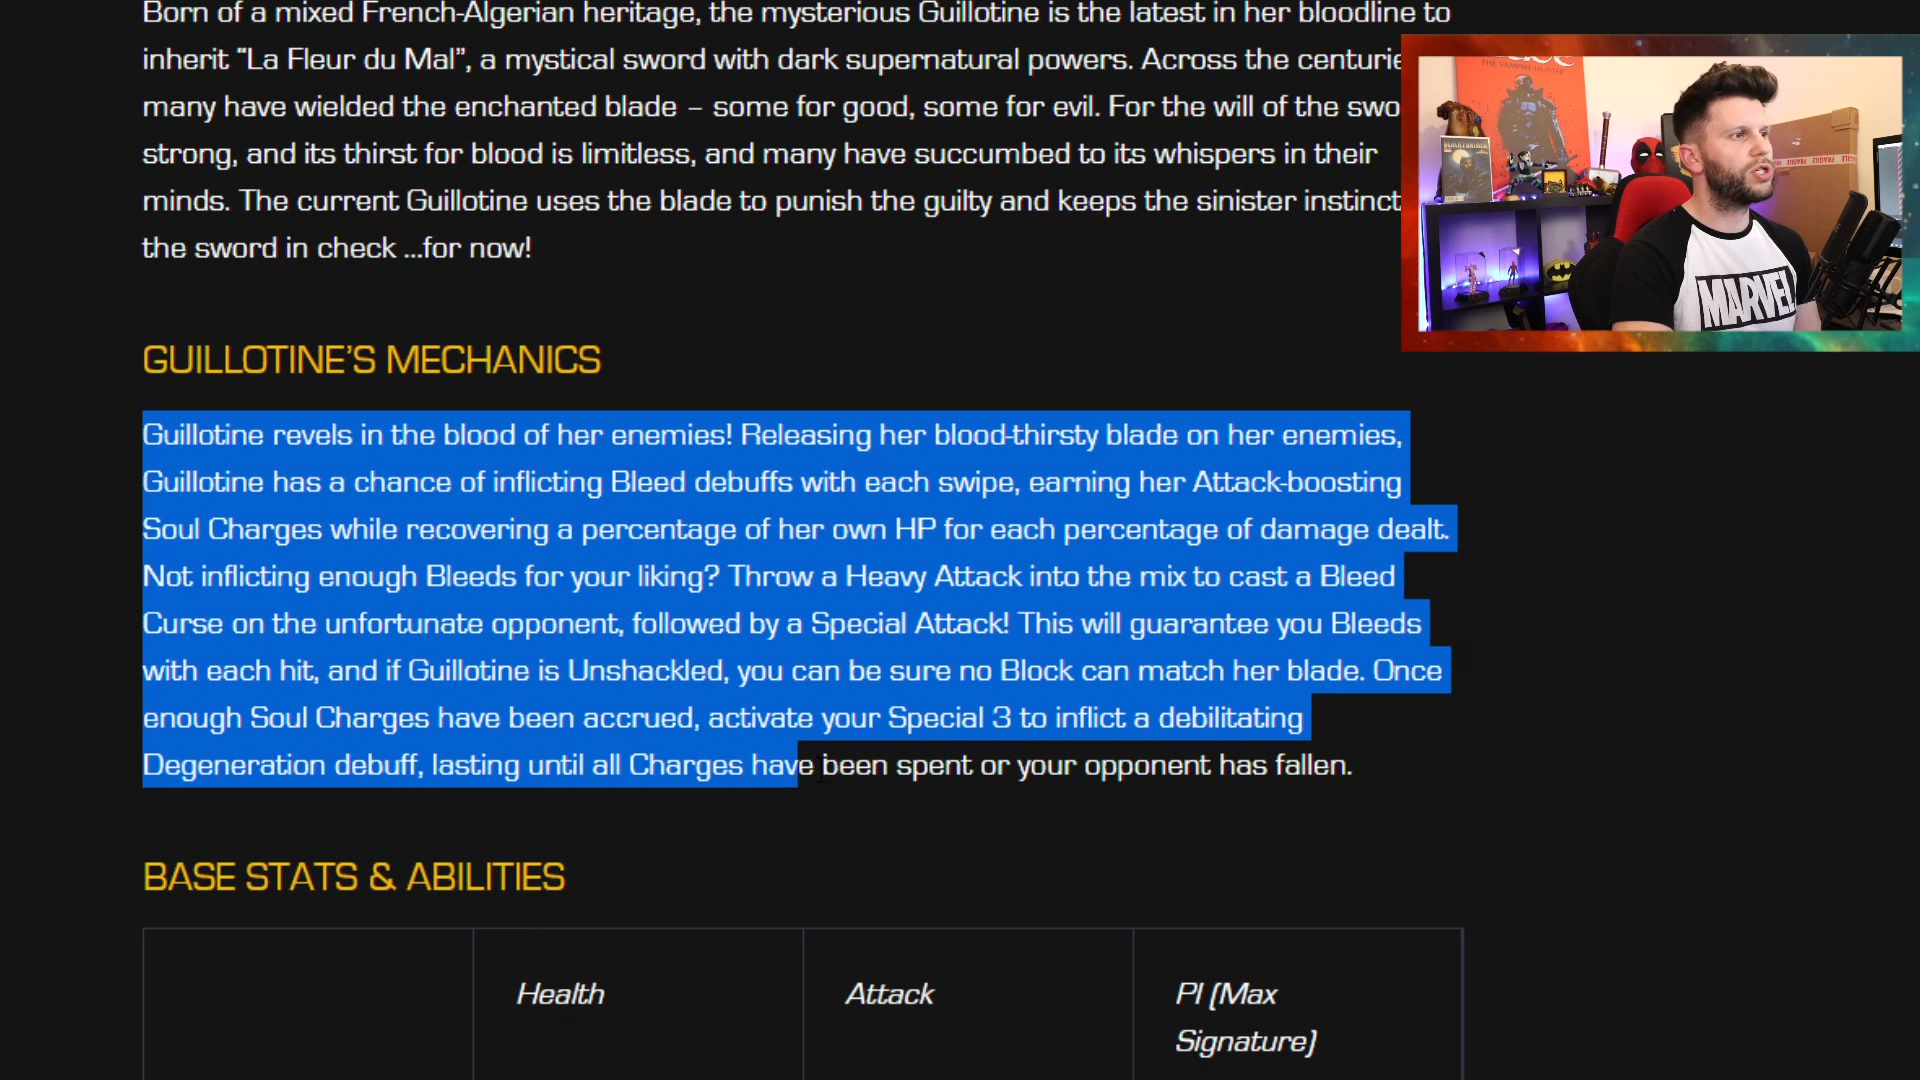 Born of a mixed French-Algerian heritage, the mysterious Guillotine is the latest in her bloodline to
inherit “La Fleur du Mal”, a mystical sword with dark supernatural powers. Across the
many have wielded the enchanted blade – some for good, some for evil. For the will of the
strong, and its thirst for blood is limitless, and many have succumbed to its whispers in their
minds. The current Guillotine uses the blade to punish the guilty and keeps the sinister
the sword in check ...for now!
THE VAMPIRE HUNTER
BLACK PANTHER
FRAGILE FRAGILE
MARVEL
GUILLOTINE'S MECHANICS
Guillotine revels in the blood of her enemies! Releasing her blood-thirsty blade on her enemies,
Guillotine has a chance of inflicting Bleed debuffs with each swipe, earning her Attack-boosting
Soul Charges while recovering a percentage of her own HP for each percentage of damage dealt.
Not inflicting enough Bleeds for your liking? Throw a Heavy Attack into the mix to cast a Bleed
Curse on the unfortunate opponent, followed by a Special Attack! This will guarantee you Bleeds
with each hit, and if Guillotine is Unshackled, you can be sure no Block can match her blade. Once
enough Soul Charges have been accrued, activate your Special 3 to inflict a debilitating
Degeneration debuff, lasting until all Charges have been spent or your opponent has fallen.
BASE STATS & ABILITIES
Health Attack PI (Max
Signature)